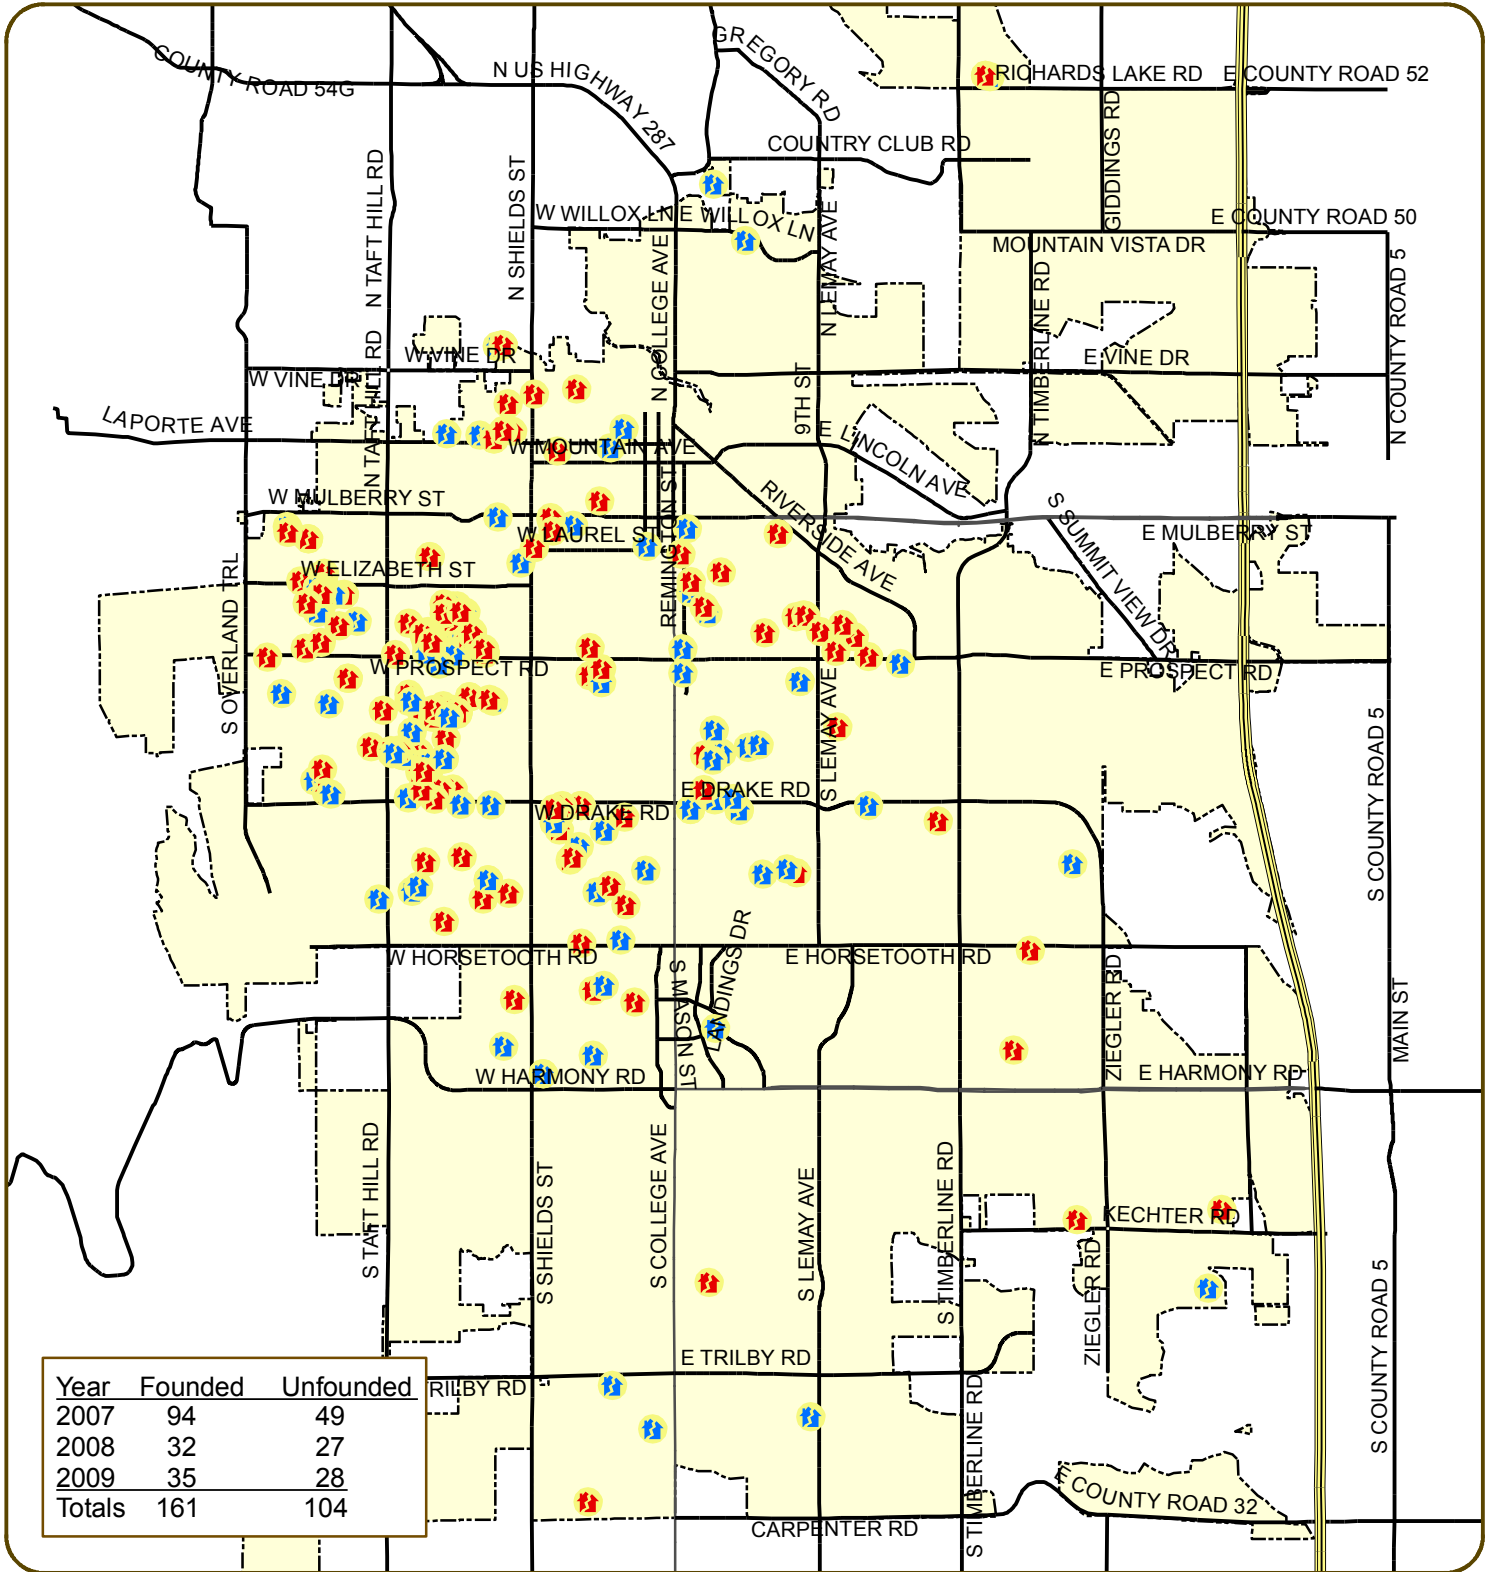 GREGORY RD
COUNTY ROAD 54G
N US HIGHWAY 287
RICHARDS LAKE RD
E COUNTY ROAD 52
GIDDINGS RD
COUNTRY CLUB RD
N TAFT HILL RD
N SHIELDS ST
W WILLOX LN
E WILLOX LN
N LEMAY AVE
E COUNTY ROAD 50
MOUNTAIN VISTA DR
N COLLEGE AVE
N TIMBERLINE RD
N COUNTY ROAD 5
W VINE DR
E VINE DR
W VINE DR
N TAFT HILL RD
9TH ST
LAPORTE AVE
W MOUNTAIN AVE
E LINCOLN AVE
W MULBERRY ST
REMINGTON ST
RIVERSIDE AVE
S SUMMIT VIEW DR
W LAUREL ST
E MULBERRY ST
W ELIZABETH ST
S OVERLAND TRL
W PROSPECT RD
E PROSPECT RD
S LEMAY AVE
S COUNTY ROAD 5
E DRAKE RD
W DRAKE RD
W HORSETOOTH RD
E HORSETOOTH RD
S MASON ST
LANDINGS DR
ZIEGLER RD
MAIN ST
W HARMONY RD
E HARMONY RD
S TAFT HILL RD
S SHIELDS ST
S COLLEGE AVE
S LEMAY AVE
S TIMBERLINE RD
KECHTER RD
ZIEGLER RD
S COUNTY ROAD 5
E TRILBY RD
RILBY RD
S TIMBERLINE RD
E COUNTY ROAD 32
CARPENTER RD
Year Founded Unfounded
2007 94 49
2008 32 27
2009 35 28
Totals 161 104